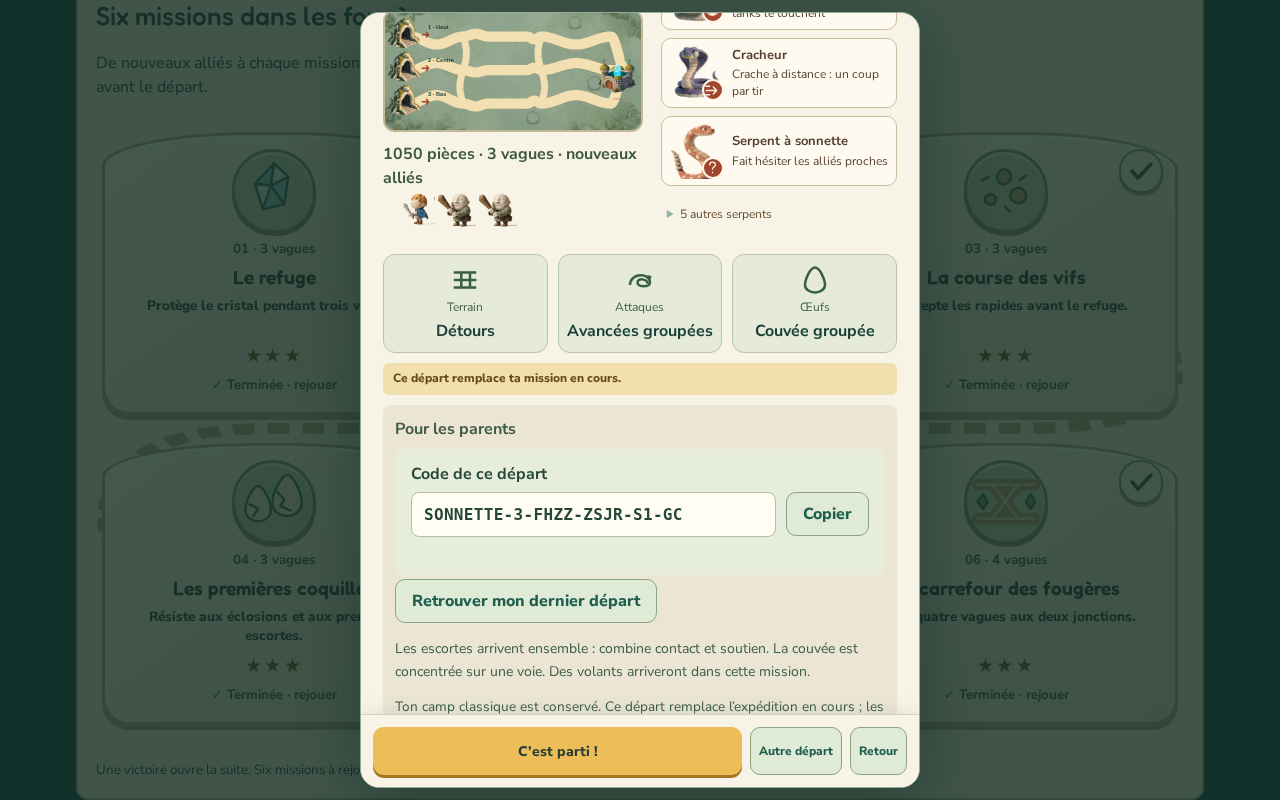 Six missions dans les fo
De nouveaux alliés à chaque mission
avant le départ.
1 · Haut
2 · Centre
3 · Bas
1050 pièces · 3 vagues · nouveaux
alliés
tanks le touchent
Cracheur
Crache à distance : un coup
par tir
Serpent à sonnette
?
Fait hésiter les alliés proches
▸ 5 autres serpents
Terrain
Détours
Attaques
Avancées groupées
Œufs
Couvée groupée
Ce départ remplace ta mission en cours.
Pour les parents
Code de ce départ
SONNETTE-3-FHZZ-ZSJR-S1-GC
Copier
Retrouver mon dernier départ
Les escortes arrivent ensemble : combine contact et soutien. La couvée est
concentrée sur une voie. Des volants arriveront dans cette mission.
Ton camp classique est conservé. Ce départ remplace l'expédition en cours ; les
C'est parti !
Autre départ
Retour
01 · 3 vagues
Le refuge
Protège le cristal pendant trois v
★★★
✓ Terminée · rejouer
03 · 3 vagues
La course des vifs
epte les rapides avant le refuge.
★★★
Terminée · rejouer
04 · 3 vagues
Les premières coquille
Résiste aux éclosions et aux pre
escortes.
★★★
✓ Terminée · rejouer
06 · 4 vagues
carrefour des fougères
quatre vagues aux deux jonctions.
★★★
Terminée · rejouer
Une victoire ouvre la suite. Six missions à rejo